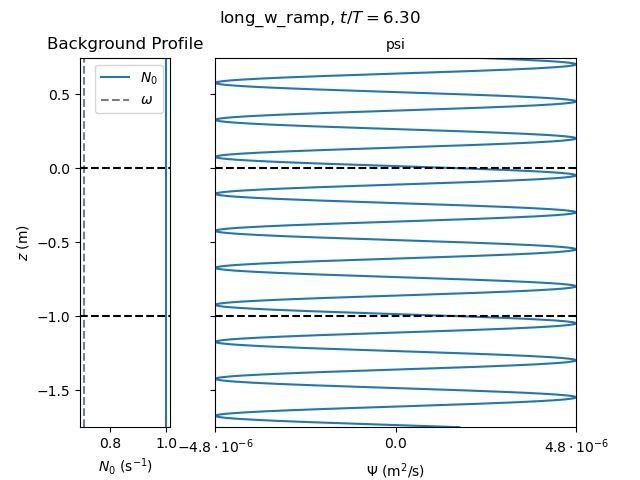 long_w_ramp, t/T = 6.30
Background Profile
psi
N₀
ω
0.5
0.0
−0.5
−1.0
−1.5
z (m)
0.8
1.0
−4.8 · 10⁻⁶
0.0
4.8 · 10⁻⁶
N₀ (s⁻¹)
Ψ (m²/s)